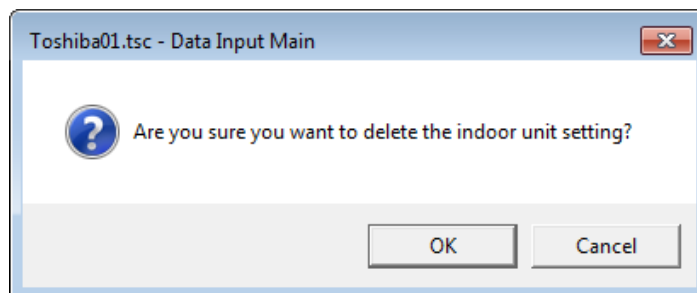 Toshiba01.tsc - Data Input Main
Are you sure you want to delete the indoor unit setting?
OK
Cancel